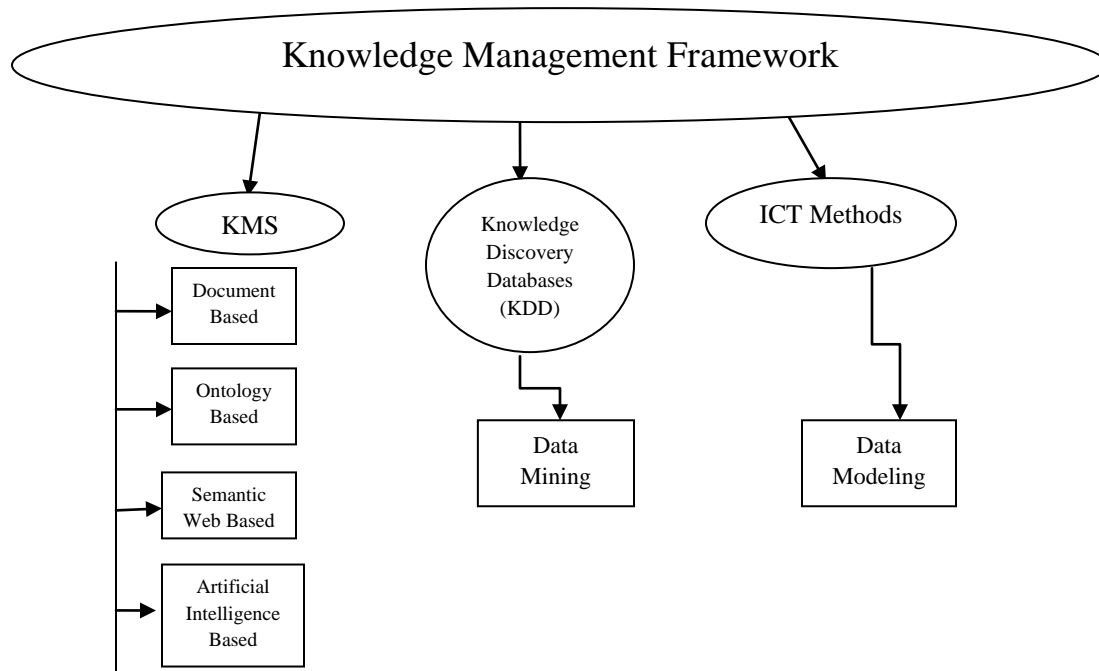 Knowledge Management Framework
KMS
Knowledge
Discovery
Databases
(KDD)
ICT Methods
Document
Based
Ontology
Based
Semantic
Web Based
Artificial
Intelligence
Based
Data
Mining
Data
Modeling